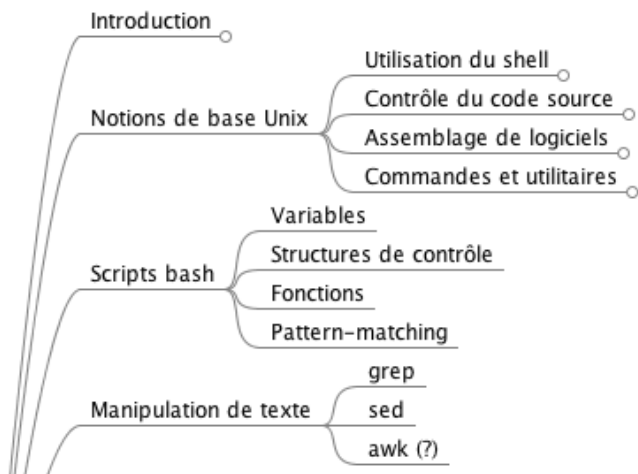 Introduction
Notions de base Unix
Utilisation du shell
Contrôle du code source
Assemblage de logiciels
Commandes et utilitaires
Scripts bash
Variables
Structures de contrôle
Fonctions
Pattern-matching
Manipulation de texte
grep
sed
awk (?)